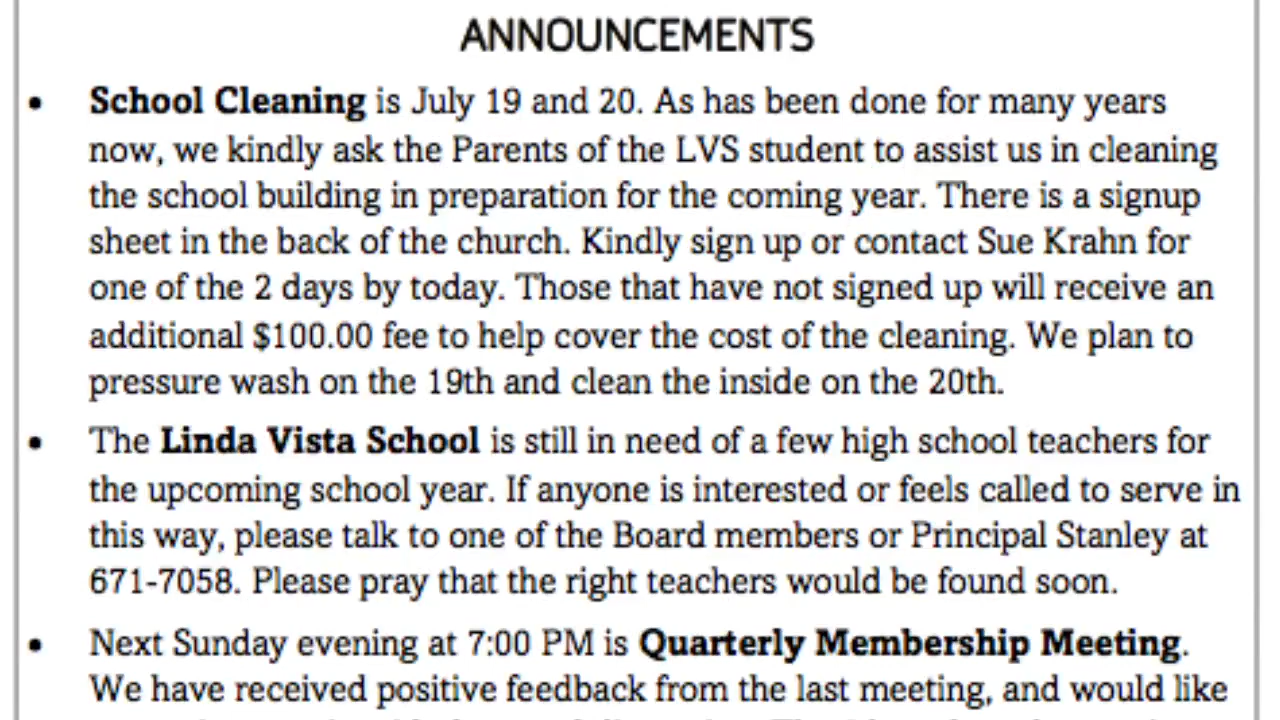 ANNOUNCEMENTS
• School Cleaning is July 19 and 20. As has been done for many years
now, we kindly ask the Parents of the LVS student to assist us in cleaning
the school building in preparation for the coming year. There is a signup
sheet in the back of the church. Kindly sign up or contact Sue Krahn for
one of the 2 days by today. Those that have not signed up will receive an
additional $100.00 fee to help cover the cost of the cleaning. We plan to
pressure wash on the 19th and clean the inside on the 20th.
• The Linda Vista School is still in need of a few high school teachers for
the upcoming school year. If anyone is interested or feels called to serve in
this way, please talk to one of the Board members or Principal Stanley at
671-7058. Please pray that the right teachers would be found soon.
• Next Sunday evening at 7:00 PM is Quarterly Membership Meeting.
We have received positive feedback from the last meeting, and would like